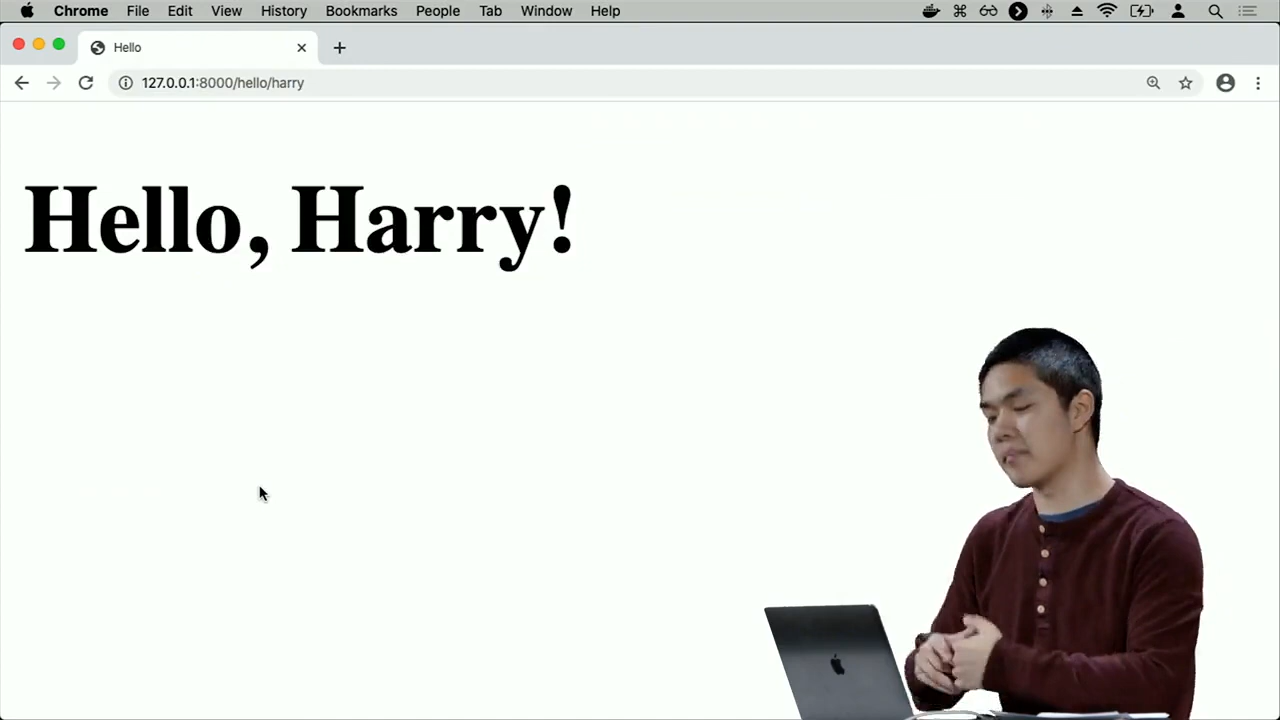 Chrome File Edit View History Bookmarks People Tab Window Help
Hello
127.0.0.1:8000/hello/harry
Hello, Harry!